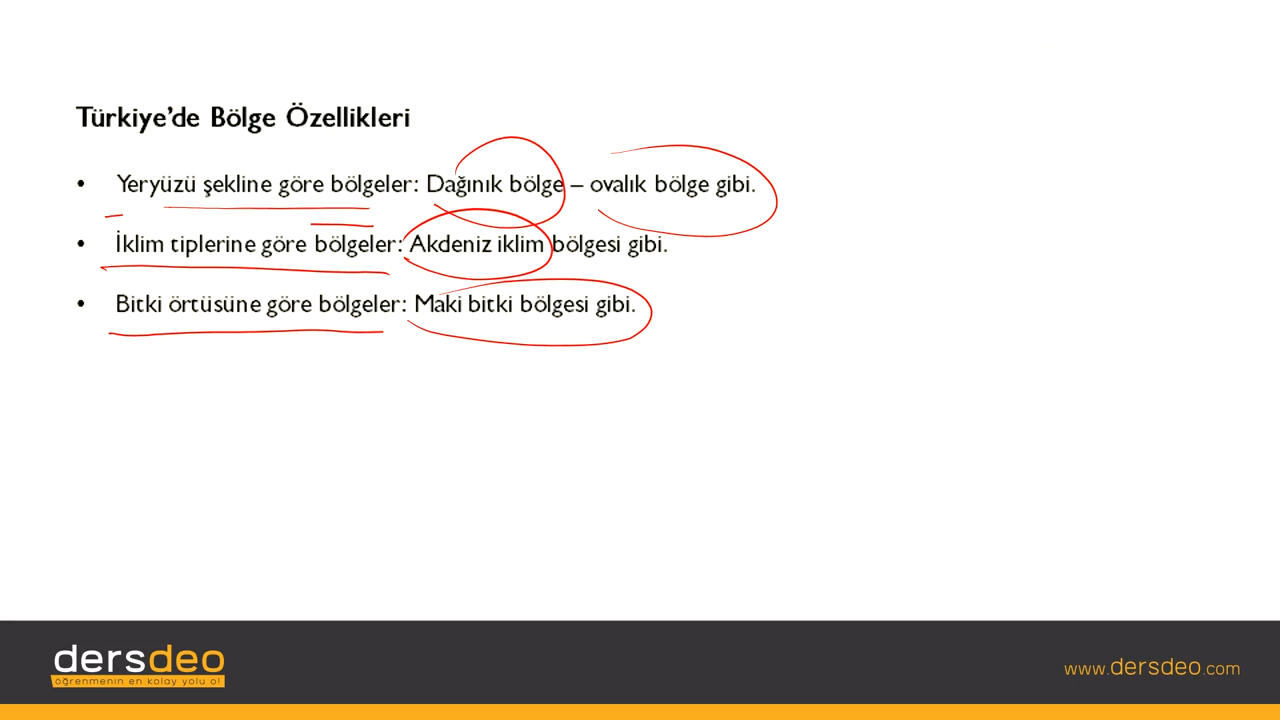 Türkiye'de Bölge Özellikleri
• Yeryüzü şekline göre bölgeler: Dağınık bölge – ovalık bölge gibi.
• İklim tiplerine göre bölgeler: Akdeniz iklim bölgesi gibi.
• Bitki örtüsüne göre bölgeler: Maki bitki bölgesi gibi.
dersdeo
öğrenmenin en kolay yolu o!
www.dersdeo.com